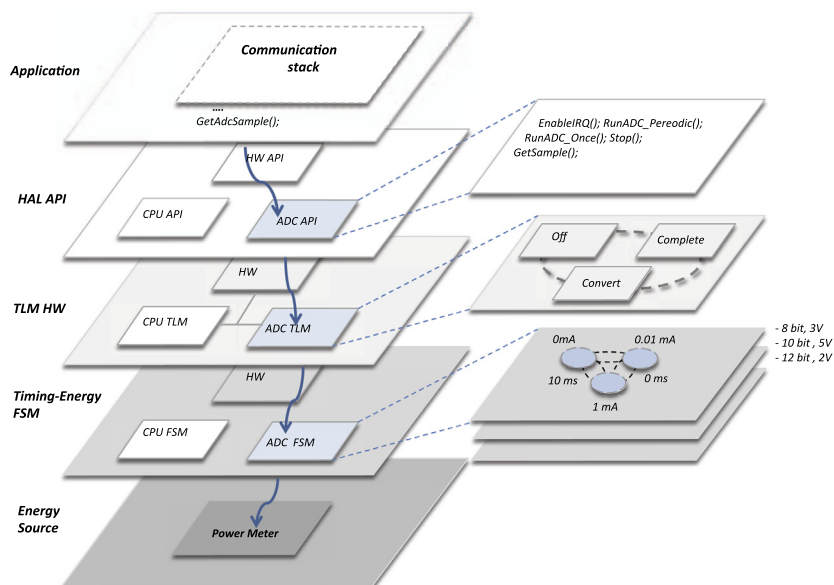 Application
Communication
stack
....
GetAdcSample();
EnableIRQ(); RunADC_Pereodic();
RunADC_Once(); Stop();
GetSample();
HAL API
HW API
CPU API
ADC API
TLM HW
HW
CPU TLM
ADC TLM
Off
Complete
Convert
Timing-Energy
FSM
HW
CPU FSM
ADC FSM
0mA
0.01 mA
10 ms
0 ms
1 mA
- 8 bit, 3V
- 10 bit , 5V
- 12 bit , 2V
Energy
Source
Power Meter